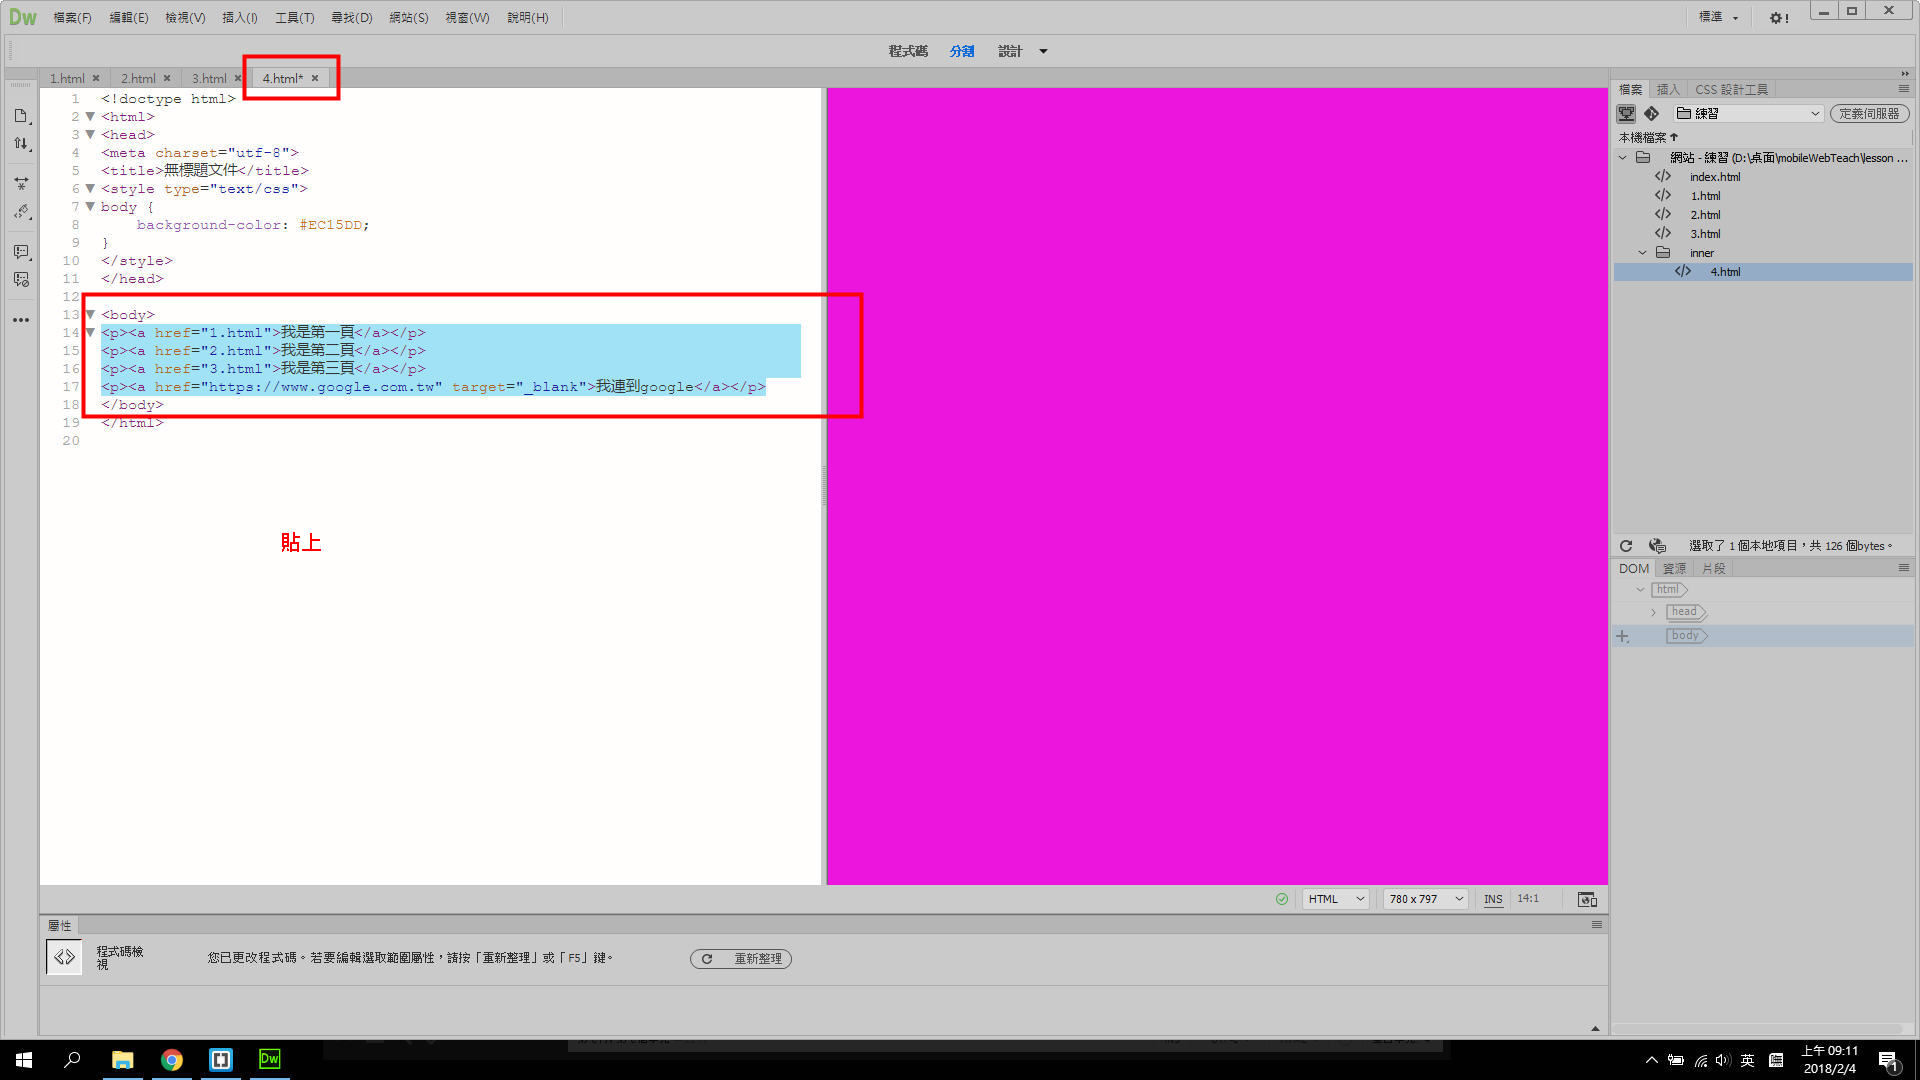 Dw 檔案(F) 編輯(E) 檢視(V) 插入(I) 工具(T) 尋找(D) 網站(S) 視窗(W) 說明(H) 標準
程式碼 分割 設計
1.html × 2.html × 3.html × 4.html* ×
1 <!doctype html>
2 <html>
3 <head>
4 <meta charset="utf-8">
5 <title>無標題文件</title>
6 <style type="text/css">
7 body {
8 background-color: #EC15DD;
9 }
10 </style>
11 </head>
12
13 <body>
14 <p><a href="1.html">我是第一頁</a></p>
15 <p><a href="2.html">我是第二頁</a></p>
16 <p><a href="3.html">我是第三頁</a></p>
17 <p><a href="https://www.google.com.tw" target="_blank">我連到google</a></p>
18 </body>
19 </html>
20
貼上
HTML 780 x 797 INS 14:1
屬性
程式碼檢
視
您已更改程式碼。若要編輯選取範圍屬性，請按「重新整理」或「F5」鍵。 重新整理
檔案 插入 CSS 設計工具
練習 定義伺服器
本機檔案
網站 - 練習 (D:\桌面\mobileWebTeach\lesson ...
index.html
1.html
2.html
3.html
inner
4.html
選取了 1 個本地項目，共 126 個bytes。
DOM 資源 片段
html
head
body
Dw
英
上午 09:11
2018/2/4
1